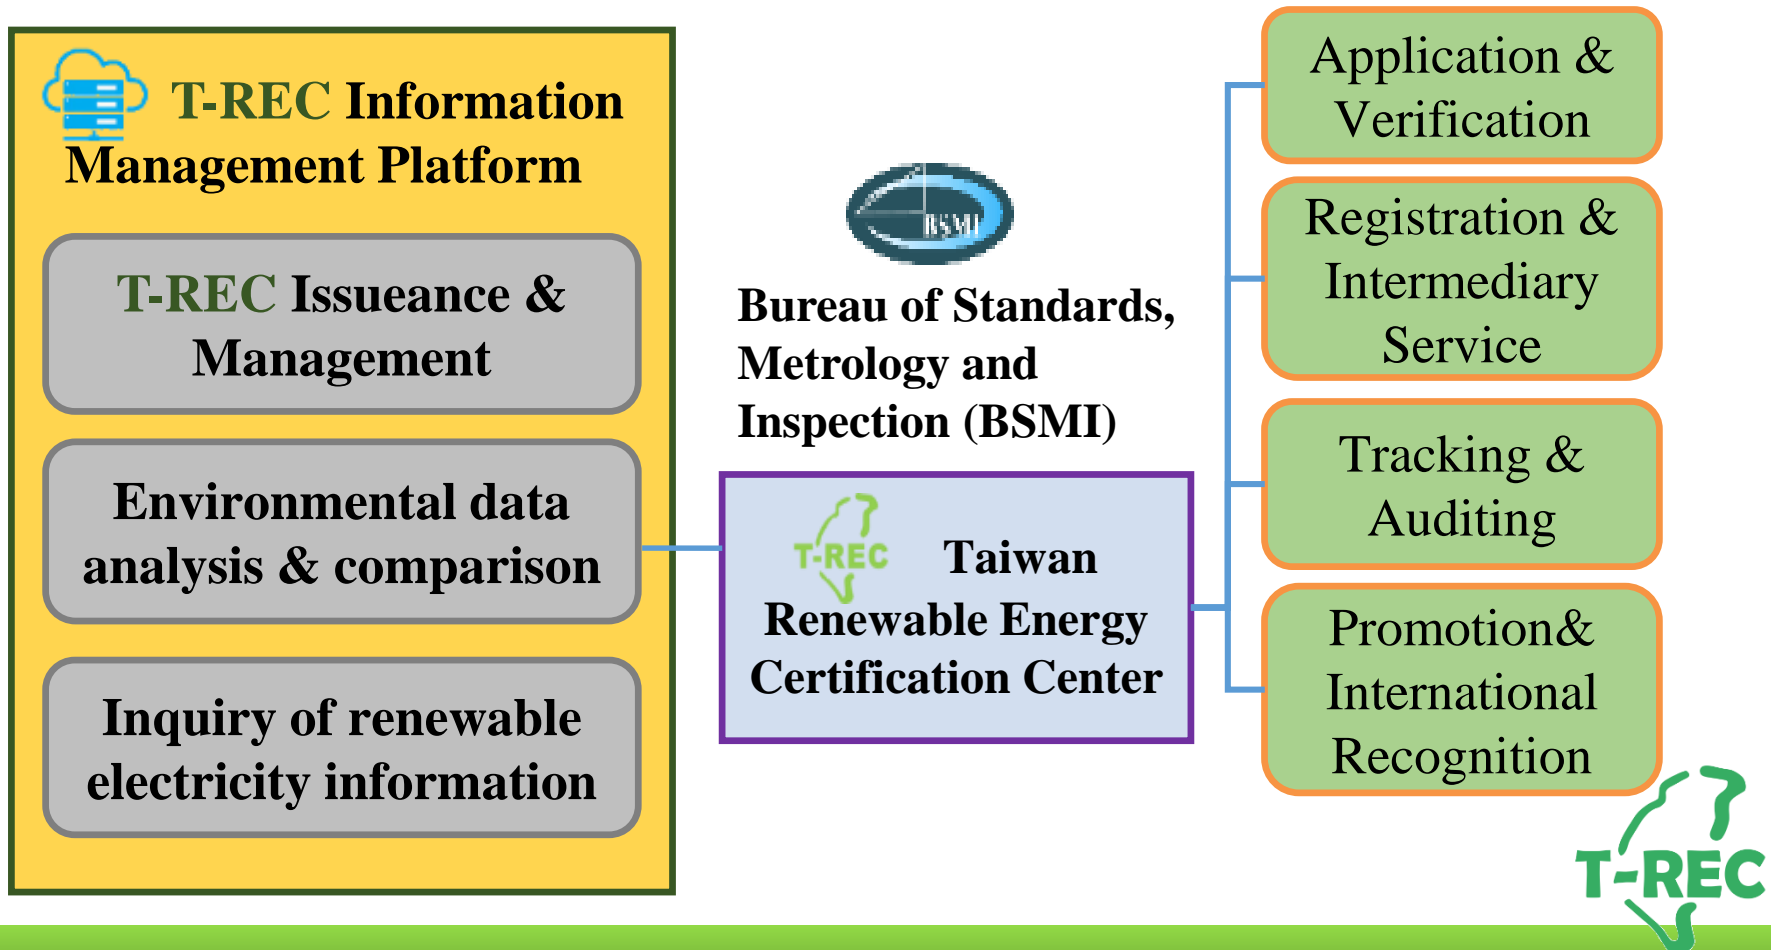 T-REC Information
Management Platform
T-REC Issueance &
Management
Environmental data
analysis & comparison
Inquiry of renewable
electricity information
BSMI
Bureau of Standards,
Metrology and
Inspection (BSMI)
T-REC
Taiwan
Renewable Energy
Certification Center
Application &
Verification
Registration &
Intermediary
Service
Tracking &
Auditing
Promotion&
International
Recognition
T-REC